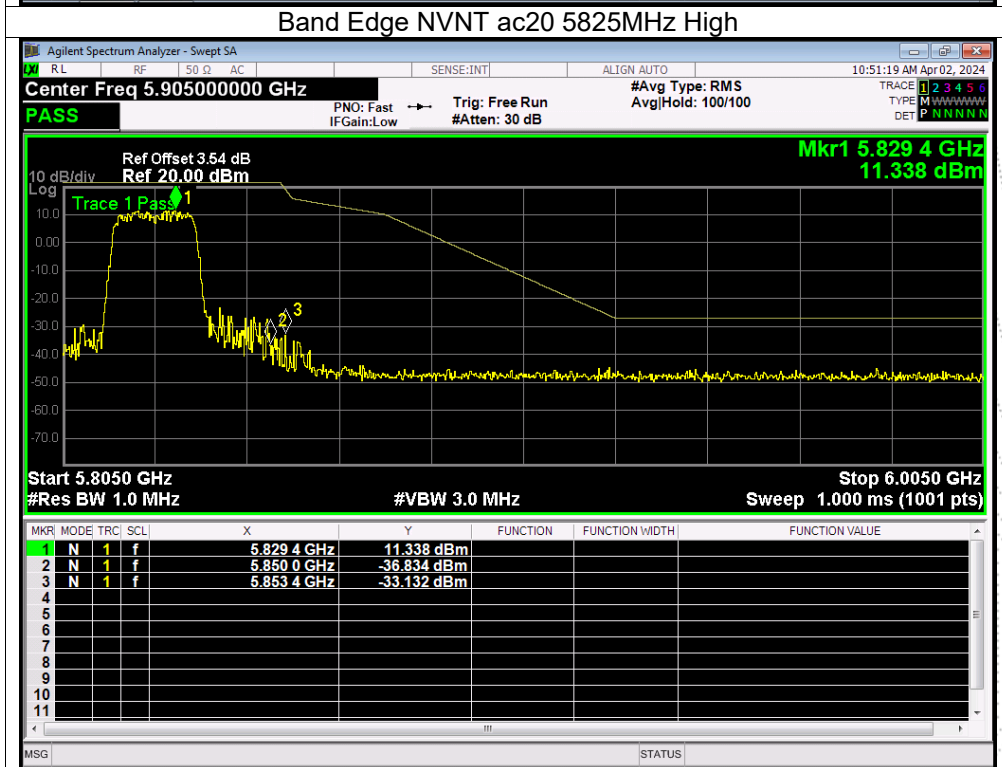 Band Edge NVNT ac20 5825MHz High
Agilent Spectrum Analyzer - Swept SA
LXI RL RF 50 Ω AC SENSE:INT ALIGN AUTO 10:51:19 AM Apr 02, 2024
Center Freq 5.905000000 GHz #Avg Type: RMS TRACE 1 2 3 4 5 6
PNO: Fast Trig: Free Run Avg|Hold: 100/100 TYPE M WWWWW
PASS IFGain:Low #Atten: 30 dB DET P N N N N N
Mkr1 5.829 4 GHz
Ref Offset 3.54 dB
10 dB/div Ref 20.00 dBm 11.338 dBm
Log
Trace 1 Pass 1
10.0
0.00
-10.0
-20.0
2 3
-30.0
-40.0
-50.0
-60.0
-70.0
Start 5.8050 GHz Stop 6.0050 GHz
#Res BW 1.0 MHz #VBW 3.0 MHz Sweep 1.000 ms (1001 pts)
MKR MODE TRC SCL X Y FUNCTION FUNCTION WIDTH FUNCTION VALUE
1 N 1 f 5.829 4 GHz 11.338 dBm
2 N 1 f 5.850 0 GHz -36.834 dBm
3 N 1 f 5.853 4 GHz -33.132 dBm
4
5
6
7
8
9
10
11
MSG STATUS